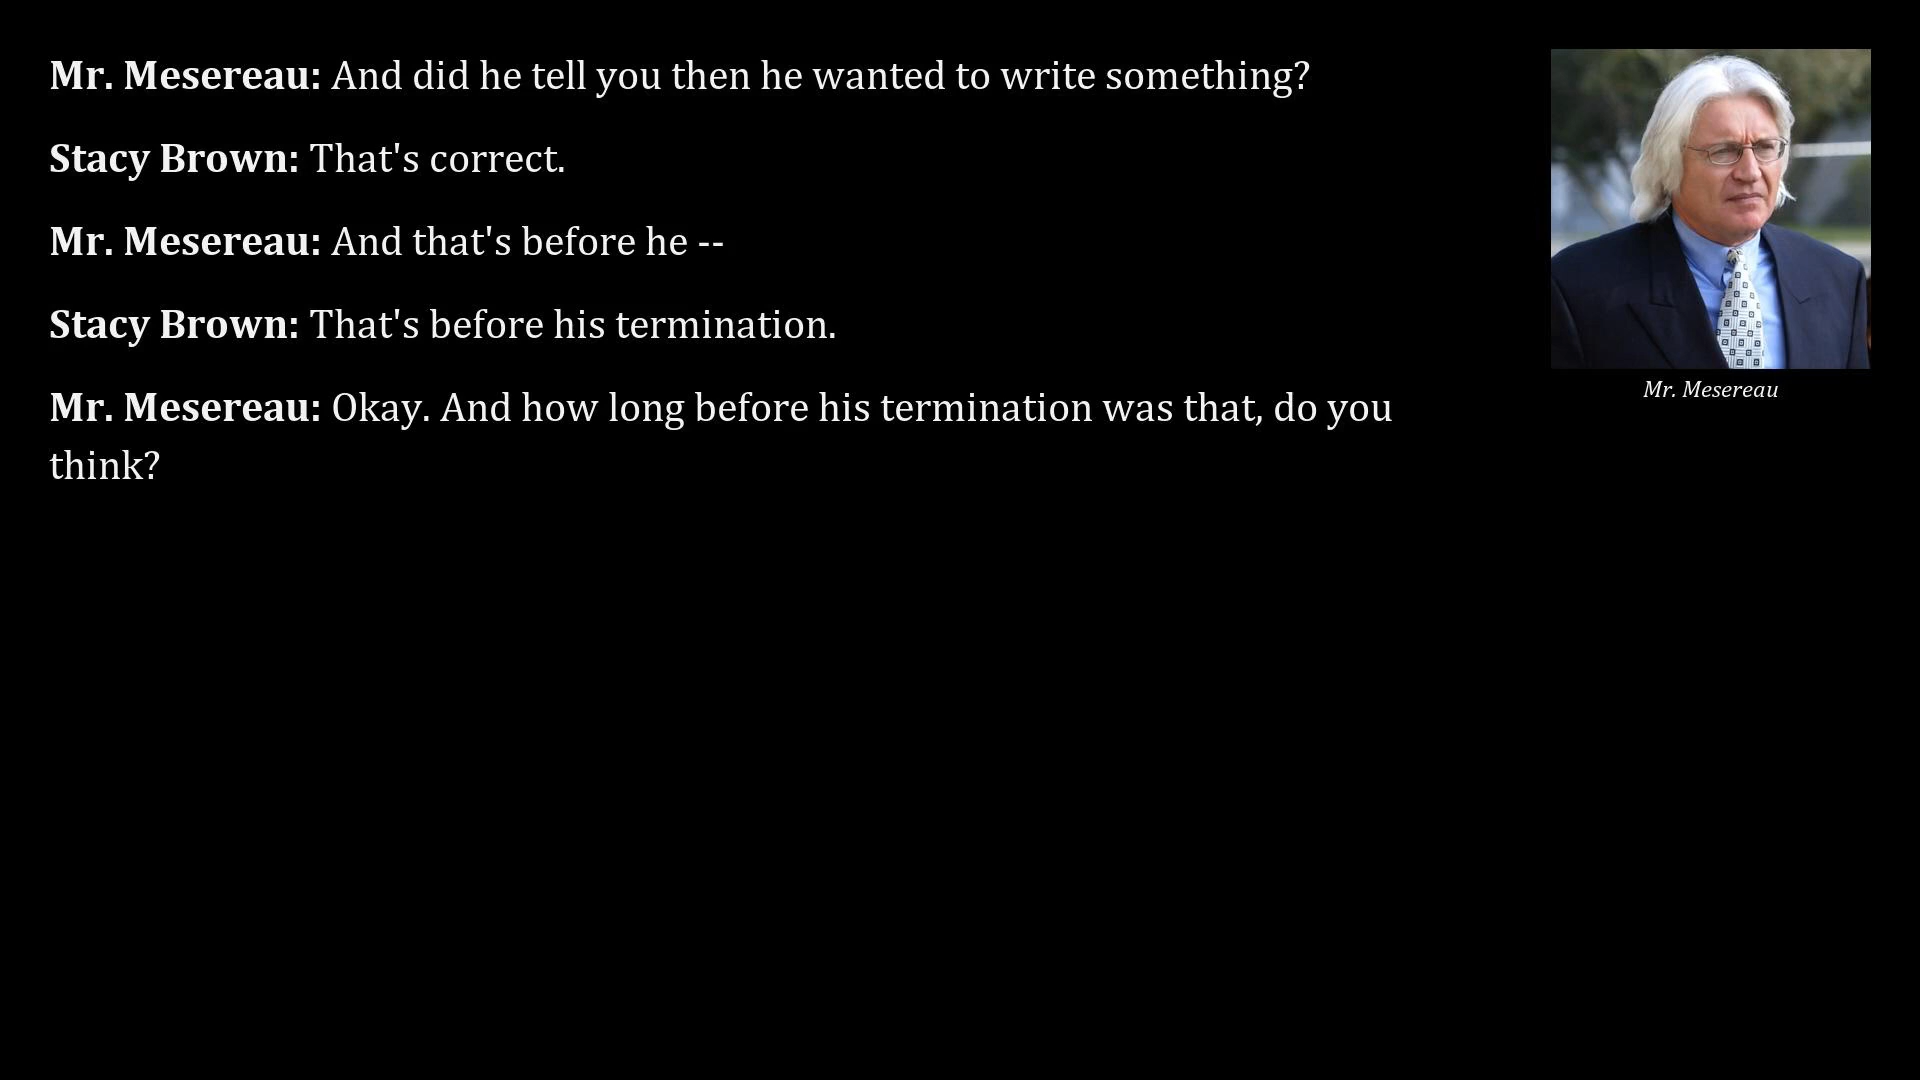 Mr. Mesereau: And did he tell you then he wanted to write something?
Stacy Brown: That's correct.
Mr. Mesereau: And that's before he --
Stacy Brown: That's before his termination.
Mr. Mesereau: Okay. And how long before his termination was that, do you
think?
Mr. Mesereau